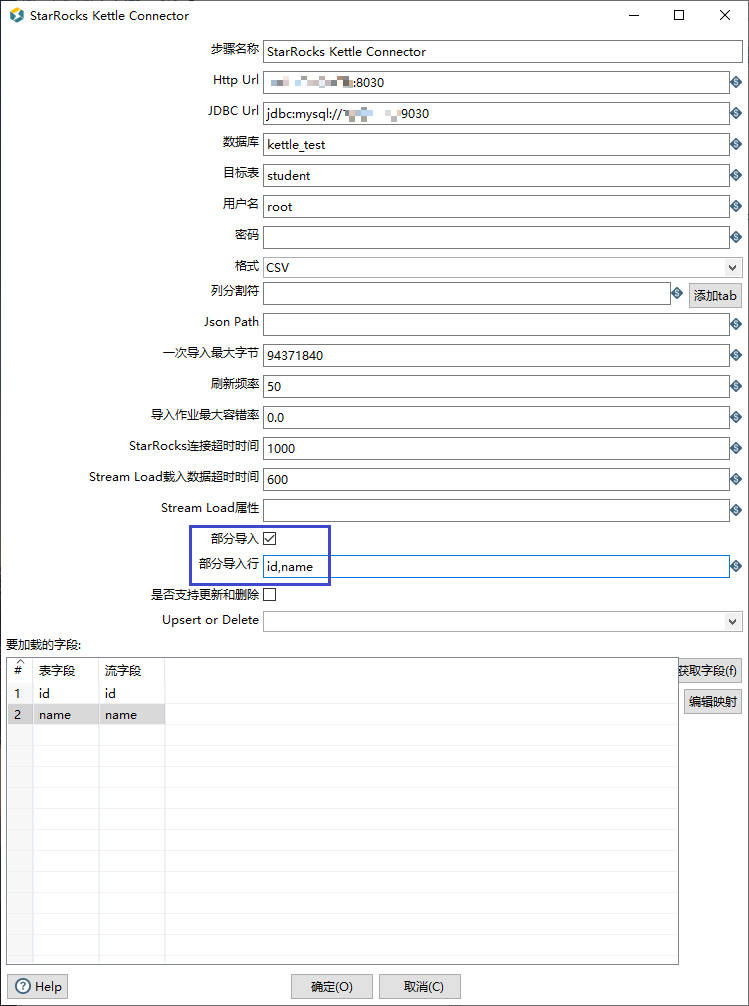 StarRocks Kettle Connector
步骤名称 StarRocks Kettle Connector
Http Url :8030
JDBC Url jdbc:mysql:// 9030
数据库 kettle_test
目标表 student
用户名 root
密码
格式 CSV
列分割符 添加tab
Json Path
一次导入最大字节 94371840
刷新频率 50
导入作业最大容错率 0.0
StarRocks连接超时时间 1000
Stream Load载入数据超时时间 600
Stream Load属性
部分导入
部分导入行 id,name
是否支持更新和删除
Upsert or Delete
要加载的字段:
# 表字段 流字段 获取字段(f)
1 id id
编辑映射
2 name name
Help 确定(O) 取消(C)